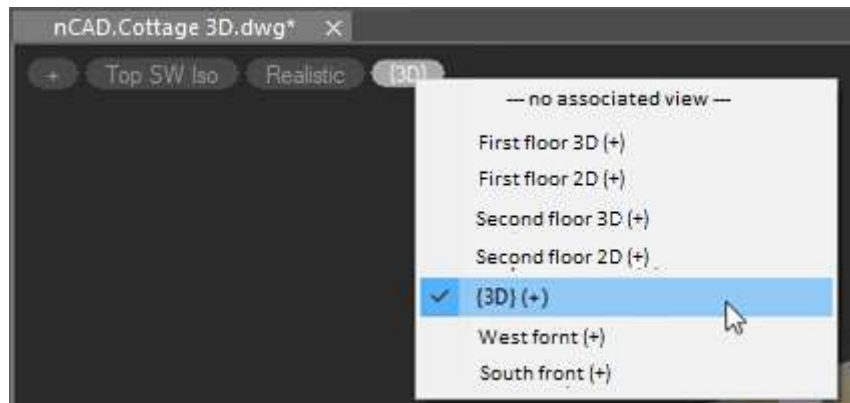 nCAD.Cottage 3D.dwg* ×
+ Top SW Iso Realistic {3D}
--- no associated view ---
First floor 3D (+)
First floor 2D (+)
Second floor 3D (+)
Second floor 2D (+)
{3D} (+)
West fornt (+)
South front (+)